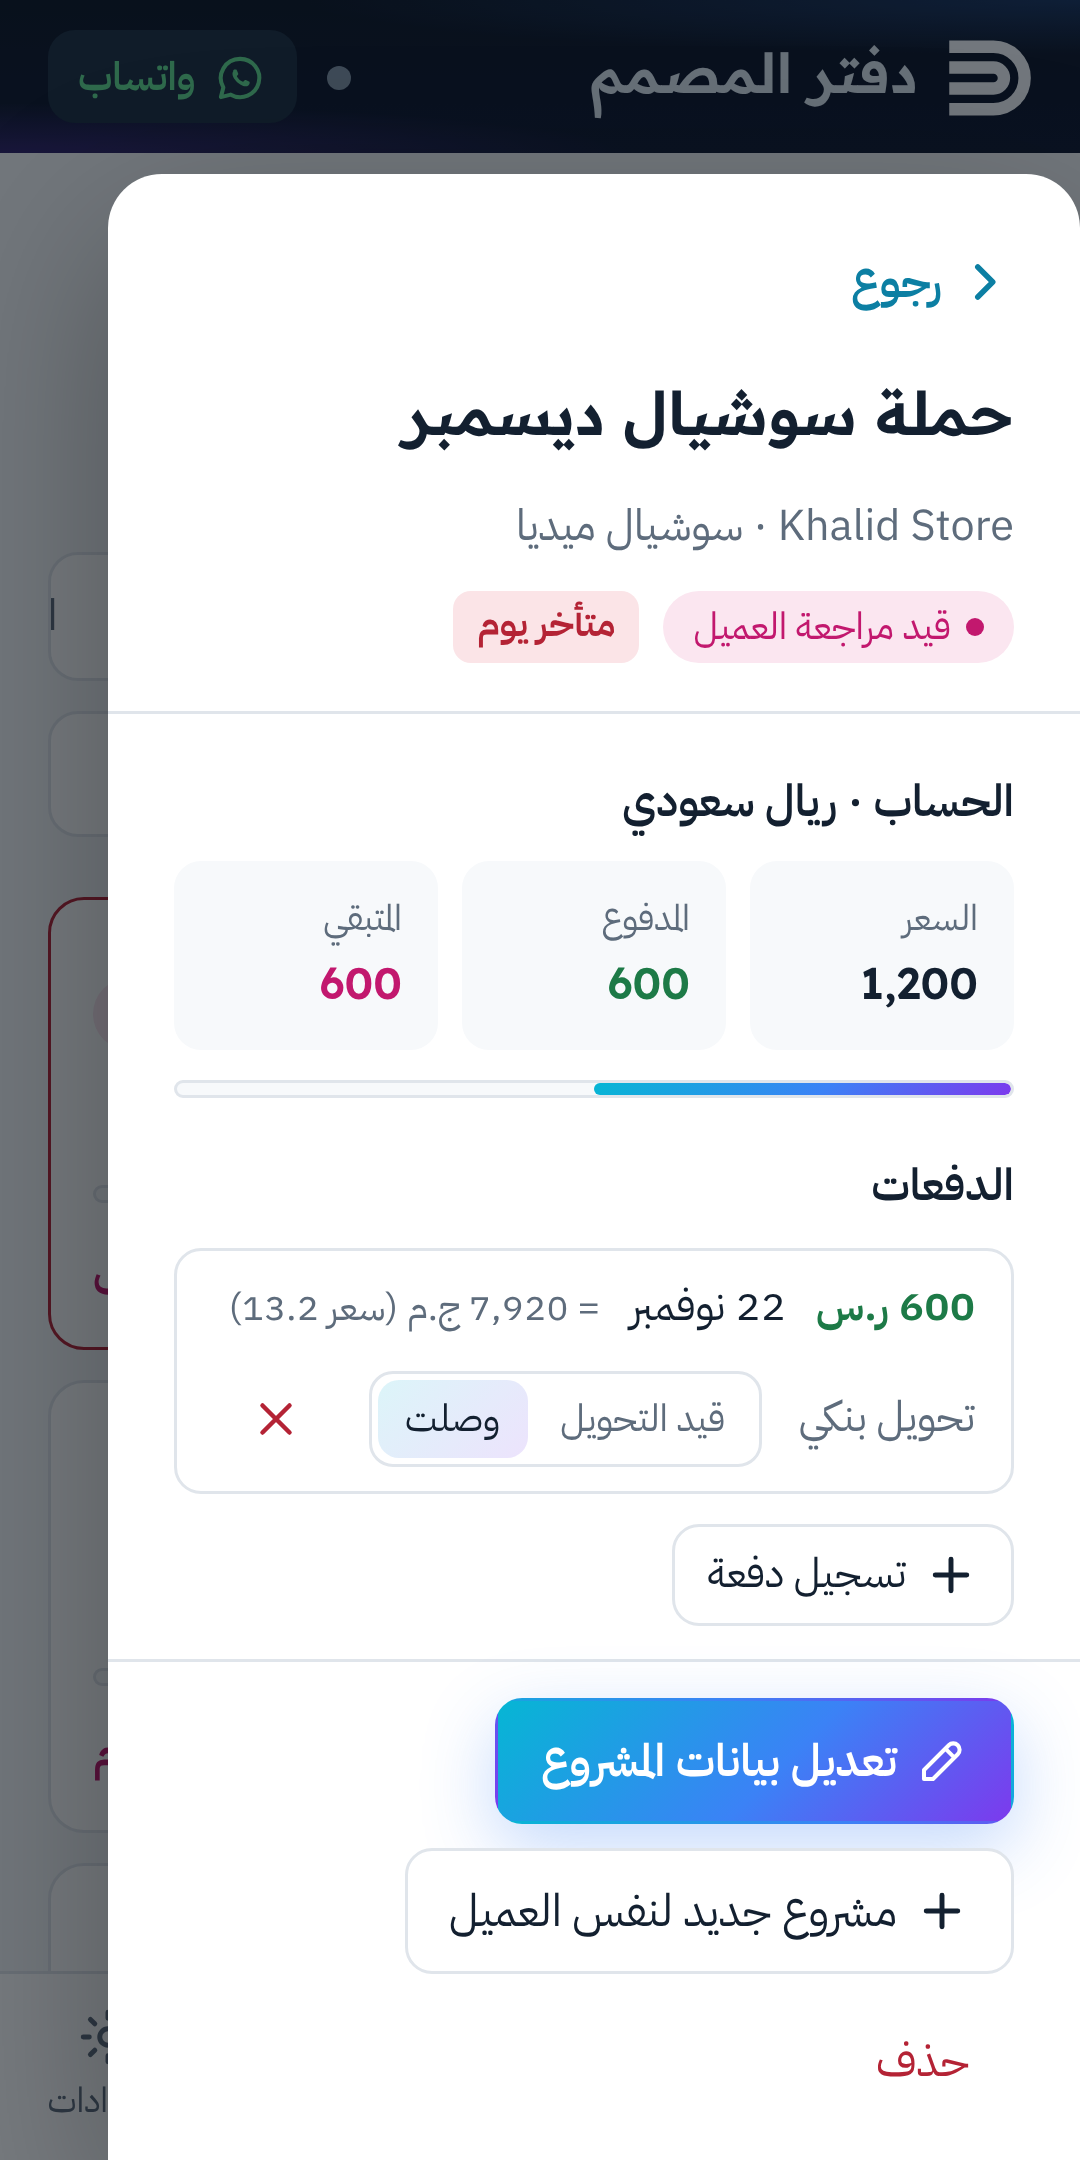 دفتر المصمم
واتساب
رجوع
حملة سوشيال ديسمبر
Khalid Store · سوشيال ميديا
قيد مراجعة العميل
متأخر يوم
الحساب · ريال سعودي
السعر
1,200
المدفوع
600
المتبقي
600
الدفعات
600 ر.س 22 نوفمبر = 7,920 ج.م (سعر 13.2)
تحويل بنكي
قيد التحويل
وصلت
تسجيل دفعة
تعديل بيانات المشروع
مشروع جديد لنفس العميل
حذف